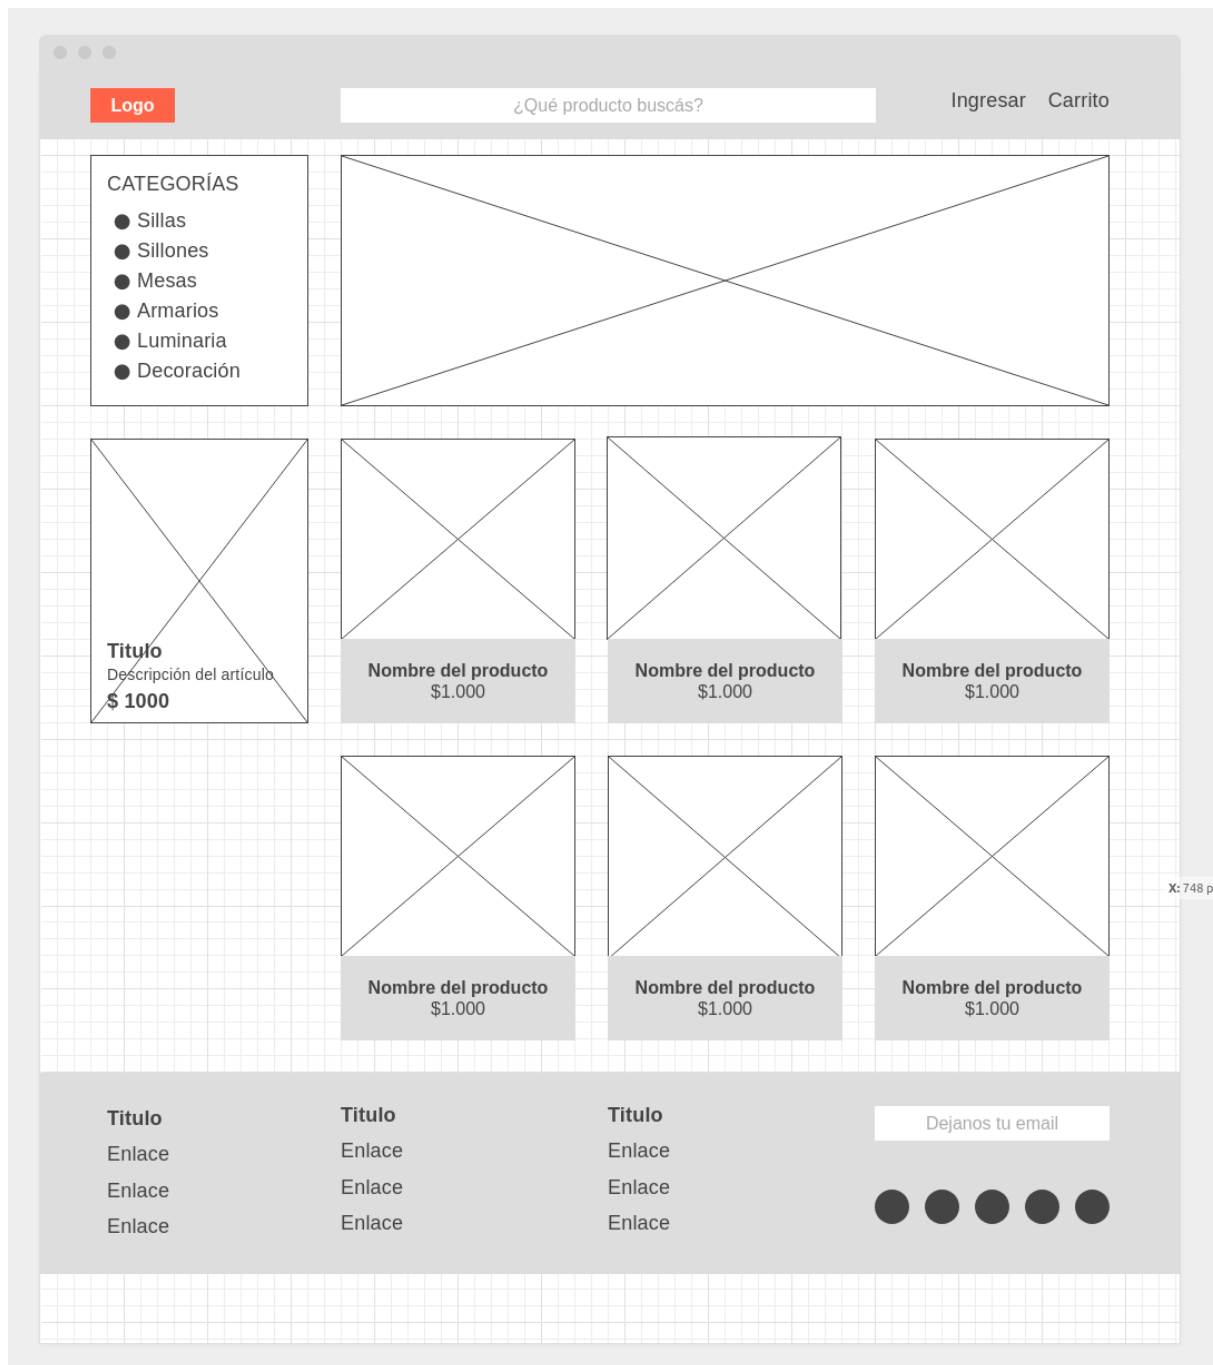 Logo
¿Qué producto buscás?
Ingresar
Carrito
CATEGORÍAS
Sillas
Sillones
Mesas
Armarios
Luminaria
Decoración
Titulo
Descripción del artículo
$ 1000
Nombre del producto
$1.000
Nombre del producto
$1.000
Nombre del producto
$1.000
X: 748 p
Nombre del producto
$1.000
Nombre del producto
$1.000
Nombre del producto
$1.000
Titulo
Enlace
Enlace
Enlace
Titulo
Enlace
Enlace
Enlace
Titulo
Enlace
Enlace
Enlace
Dejanos tu email